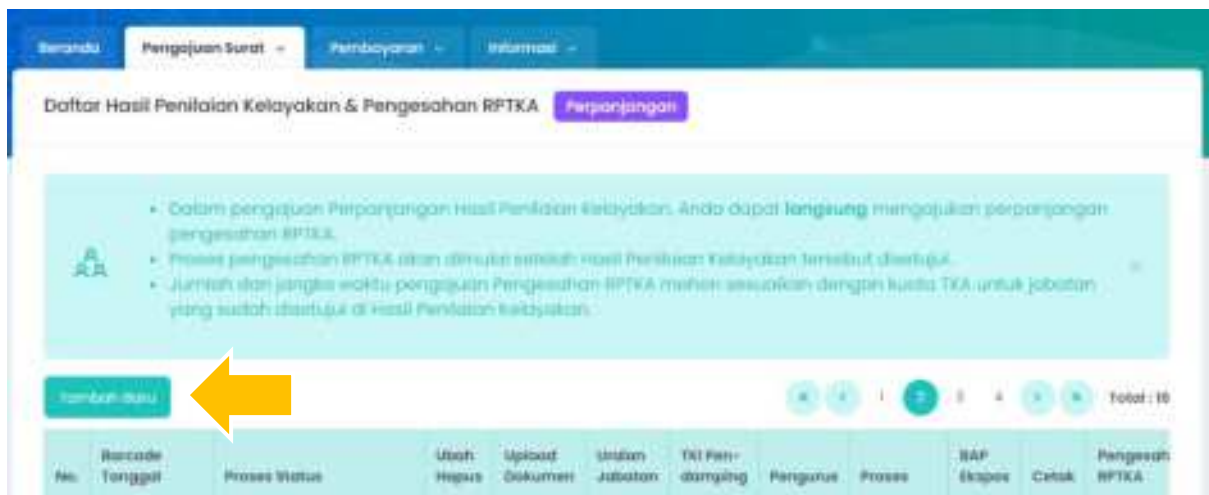 Beranda Pengajuan Surat Pembayaran Informasi
Daftar Hasil Penilaian Kelayakan & Pengesahan RPTKA Perpanjangan
• Dalam pengajuan Perpanjangan Hasil Penilaian Kelayakan, Anda dapat langsung mengajukan perpanjangan
pengesahan RPTKA.
• Proses pengesahan RPTKA akan dimulai setelah Hasil Penilaian Kelayakan tersebut disetujui.
• Jumlah dan jangka waktu pengajuan Pengesahan RPTKA mohon sesuaikan dengan kuota TKA untuk jabatan
yang sudah disetujui di Hasil Penilaian Kelayakan.
Tambah Baru « ‹ 1 2 3 4 › » Total : 16
Barcode Ubah Upload Uraian TKI Pen- BAP Pengesah
No. Tanggal Proses Status Hapus Dokumen Jabatan damping Pengurus Proses Ekspos Cetak RPTKA